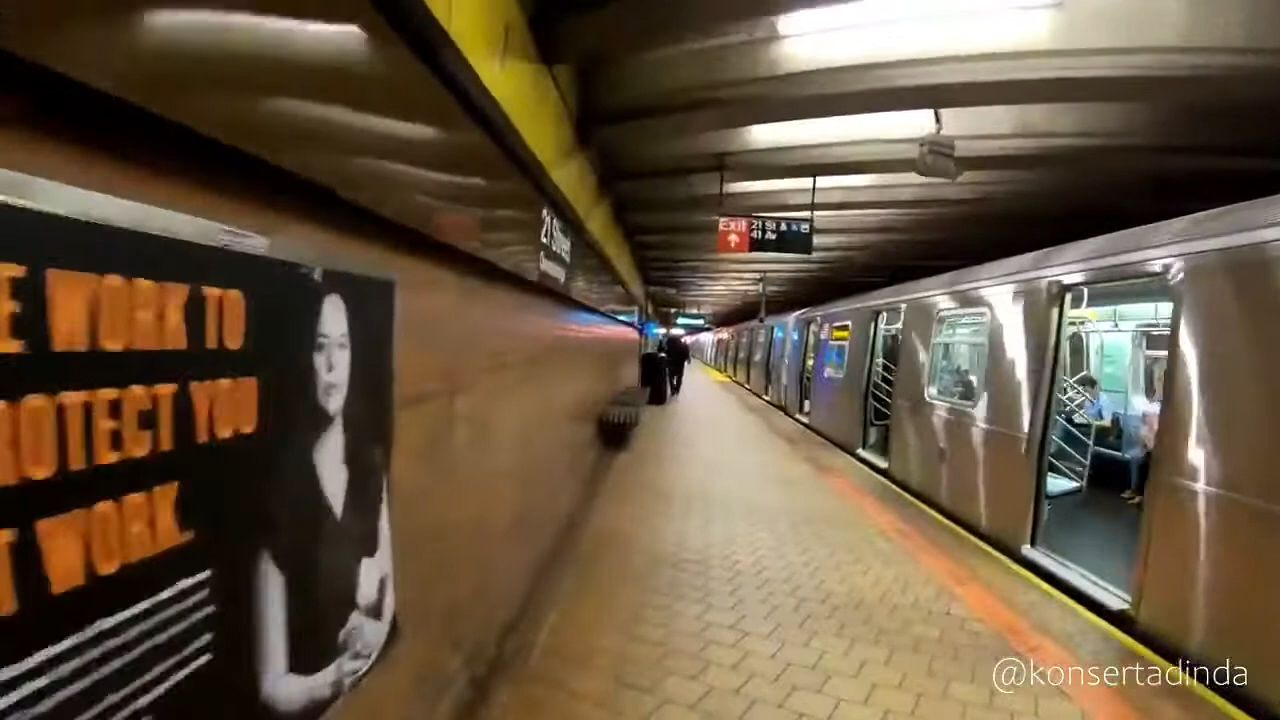 E WORK TO
ROTECT YOU
T WORK.
21 Street
Exit 21 St &
41 Av
@konsertadinda